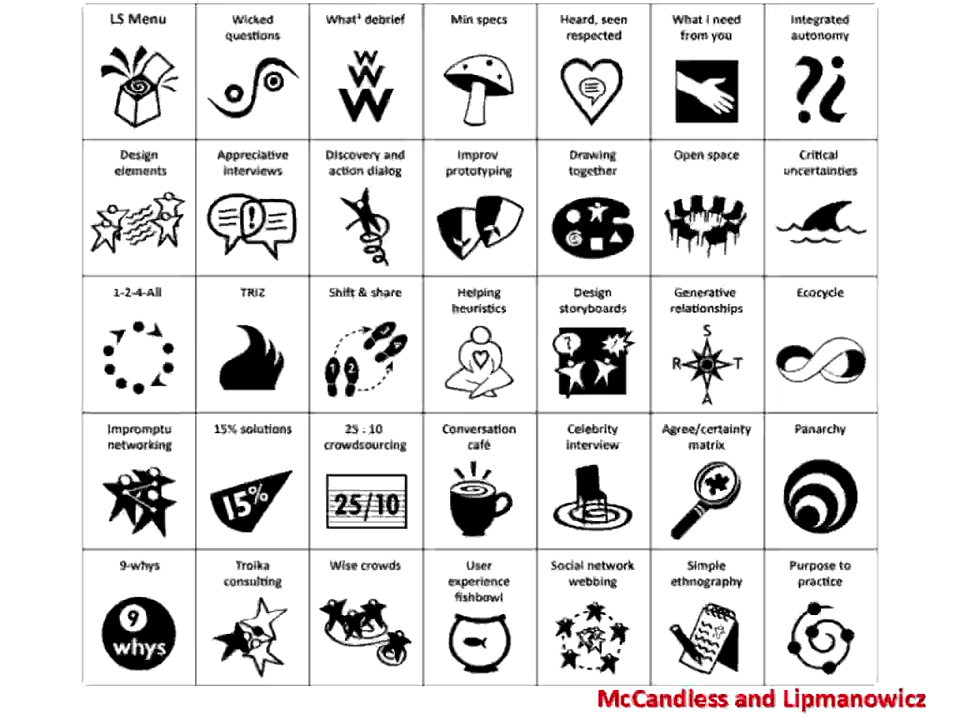 LS Menu
Wicked
questions
What³ debrief
Min specs
Heard, seen
respected
What I need
from you
Integrated
autonomy
W
W
W
?¿
Design
elements
Appreciative
interviews
Discovery and
action dialog
Improv
prototyping
Drawing
together
Open space
Critical
uncertainties
!
1-2-4-All
TRIZ
Shift & share
Helping
heuristics
Design
storyboards
Generative
relationships
Ecocycle
1 2
?
S
R T
A
Impromptu
networking
15% solutions
25 : 10
crowdsourcing
Conversation
café
Celebrity
interview
Agree/certainty
matrix
Panarchy
15%
25/10
9-whys
Troika
consulting
Wise crowds
User
experience
fishbowl
Social network
webbing
Simple
ethnography
Purpose to
practice
9
whys
McCandless and Lipmanowicz